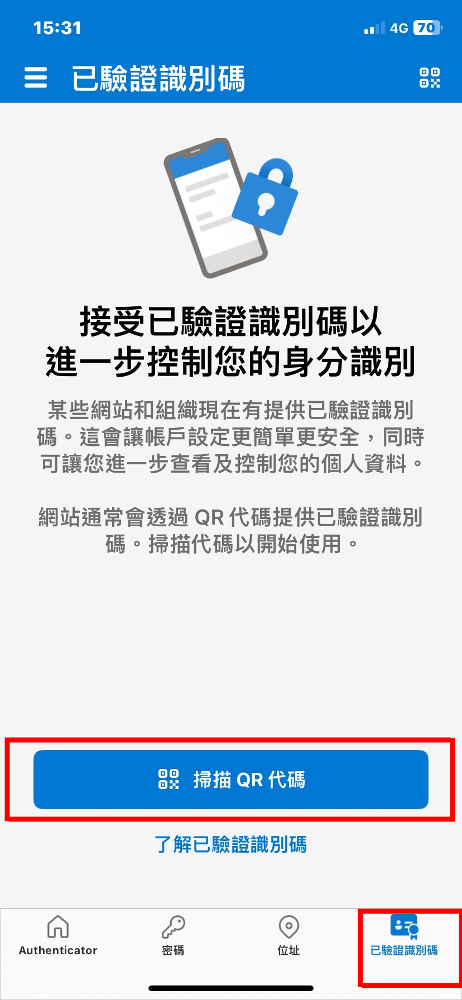 15:31
4G 70
已驗證識別碼
接受已驗證識別碼以
進一步控制您的身分識別
某些網站和組織現在有提供已驗證識別
碼。這會讓帳戶設定更簡單更安全，同時
可讓您進一步查看及控制您的個人資料。
網站通常會透過 QR 代碼提供已驗證識別
碼。掃描代碼以開始使用。
掃描 QR 代碼
了解已驗證識別碼
Authenticator
密碼
位址
已驗證識別碼